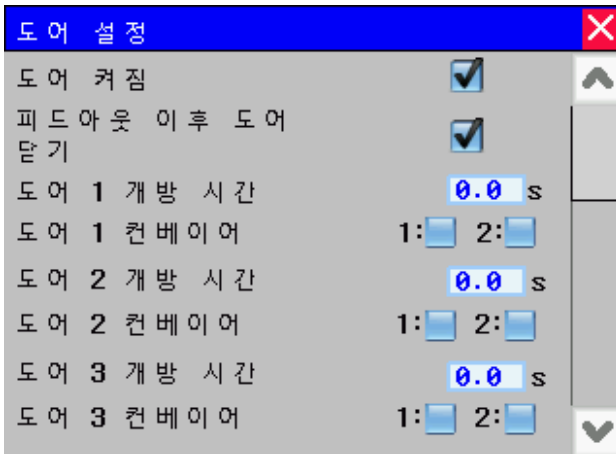 도어 설정
도어 켜짐
피드아웃 이후 도어
닫기
도어 1 개방 시간 0.0 s
도어 1 컨베이어 1: 2:
도어 2 개방 시간 0.0 s
도어 2 컨베이어 1: 2:
도어 3 개방 시간 0.0 s
도어 3 컨베이어 1: 2: